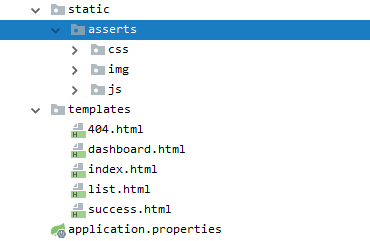 static
asserts
css
img
js
templates
404.html
dashboard.html
index.html
list.html
success.html
application.properties